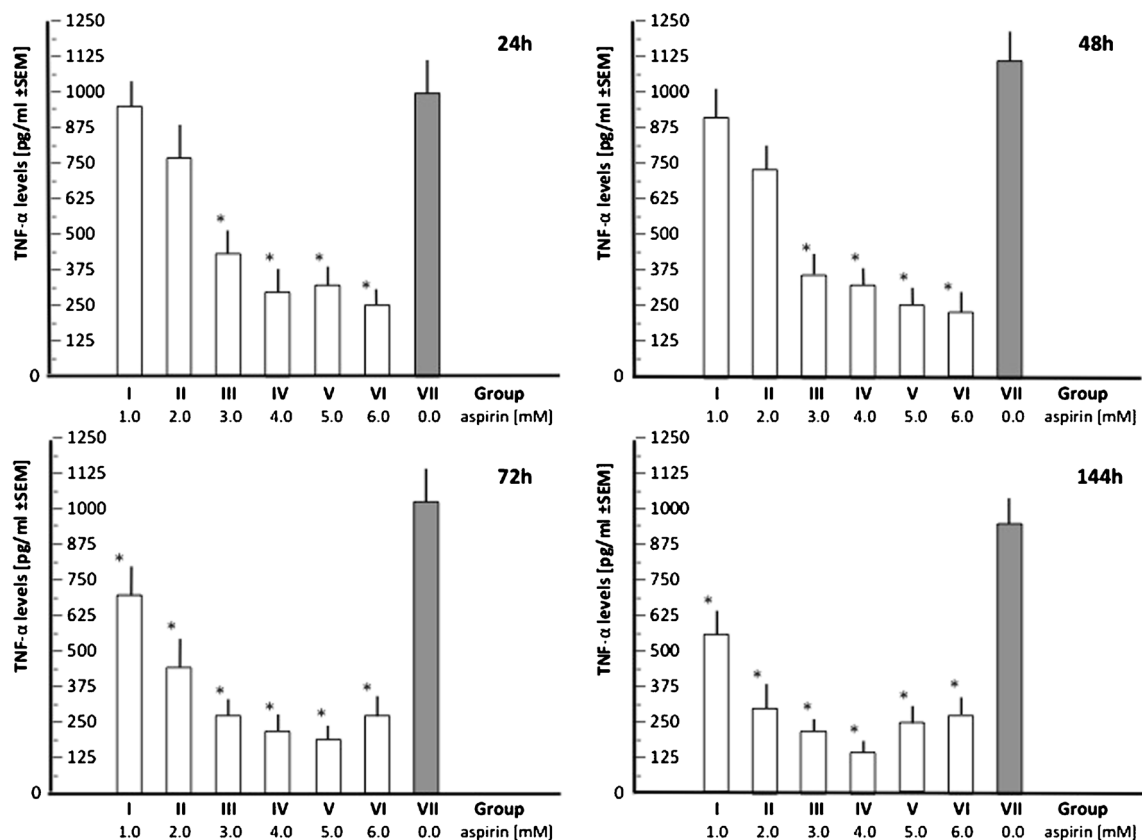 24h
TNF-α levels [pg/ml ±SEM]
1250
1125
1000
875
750
625
500
375
250
125
0
* * * *
I II III IV V VI VII Group
1.0 2.0 3.0 4.0 5.0 6.0 0.0 aspirin [mM]
48h
TNF-α levels [pg/ml ±SEM]
1250
1125
1000
875
750
625
500
375
250
125
0
* * * *
I II III IV V VI VII Group
1.0 2.0 3.0 4.0 5.0 6.0 0.0 aspirin [mM]
72h
TNF-α levels [pg/ml ±SEM]
1250
1125
1000
875
750
625
500
375
250
125
0
* * * * * *
I II III IV V VI VII Group
1.0 2.0 3.0 4.0 5.0 6.0 0.0 aspirin [mM]
144h
TNF-α levels [pg/ml ±SEM]
1250
1125
1000
875
750
625
500
375
250
125
0
* * * * * *
I II III IV V VI VII Group
1.0 2.0 3.0 4.0 5.0 6.0 0.0 aspirin [mM]